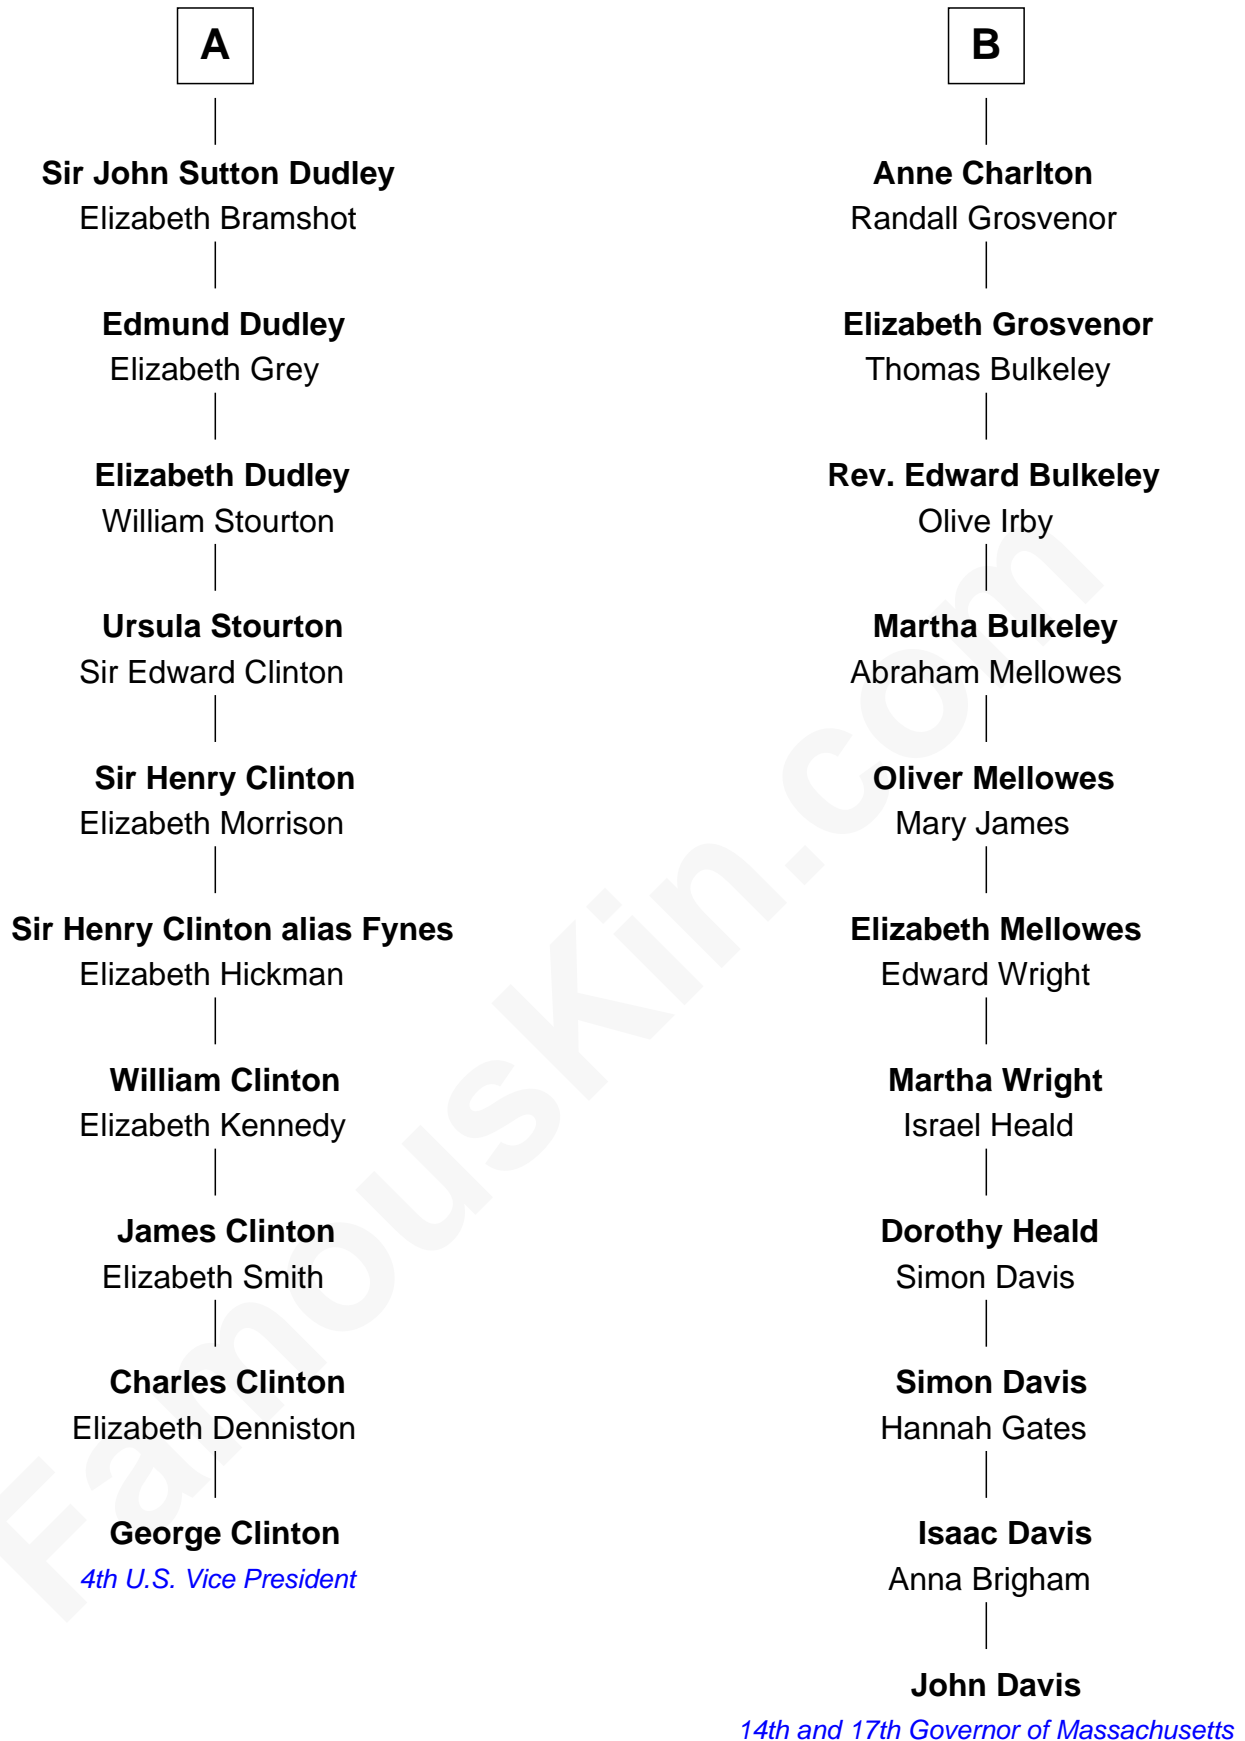 A
Sir John Sutton Dudley
Elizabeth Bramshot
Edmund Dudley
Elizabeth Grey
Elizabeth Dudley
William Stourton
Ursula Stourton
Sir Edward Clinton
Sir Henry Clinton
Elizabeth Morrison
Sir Henry Clinton alias Fynes
Elizabeth Hickman
William Clinton
Elizabeth Kennedy
James Clinton
Elizabeth Smith
Charles Clinton
Elizabeth Denniston
George Clinton
4th U.S. Vice President
B
Anne Charlton
Randall Grosvenor
Elizabeth Grosvenor
Thomas Bulkeley
Rev. Edward Bulkeley
Olive Irby
Martha Bulkeley
Abraham Mellowes
Oliver Mellowes
Mary James
Elizabeth Mellowes
Edward Wright
Martha Wright
Israel Heald
Dorothy Heald
Simon Davis
Simon Davis
Hannah Gates
Isaac Davis
Anna Brigham
John Davis
14th and 17th Governor of Massachusetts
FamousKin.com